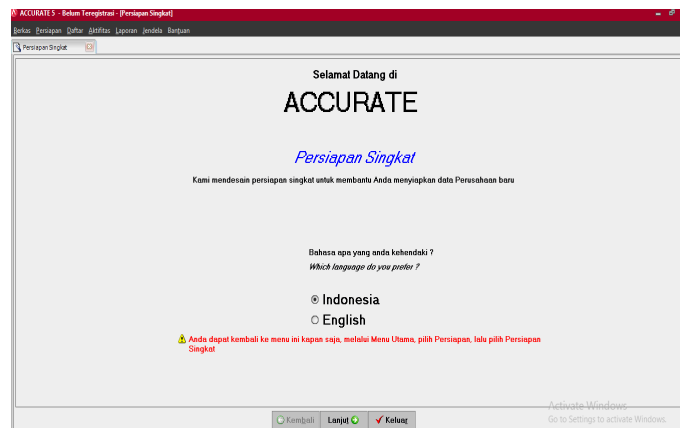 ACCURATE 5 - Belum Teregistrasi - [Persiapan Singkat]
Berkas Persiapan Daftar Aktifitas Laporan Jendela Bantuan
Persiapan Singkat
Selamat Datang di
ACCURATE
Persiapan Singkat
Kami mendesain persiapan singkat untuk membantu Anda menyiapkan data Perusahaan baru
Bahasa apa yang anda kehendaki ?
Which language do you prefer ?
Indonesia
English
Anda dapat kembali ke menu ini kapan saja, melalui Menu Utama, pilih Persiapan, lalu pilih Persiapan
Singkat
Activate Windows
Go to Settings to activate Windows.
Kembali Lanjut Keluar